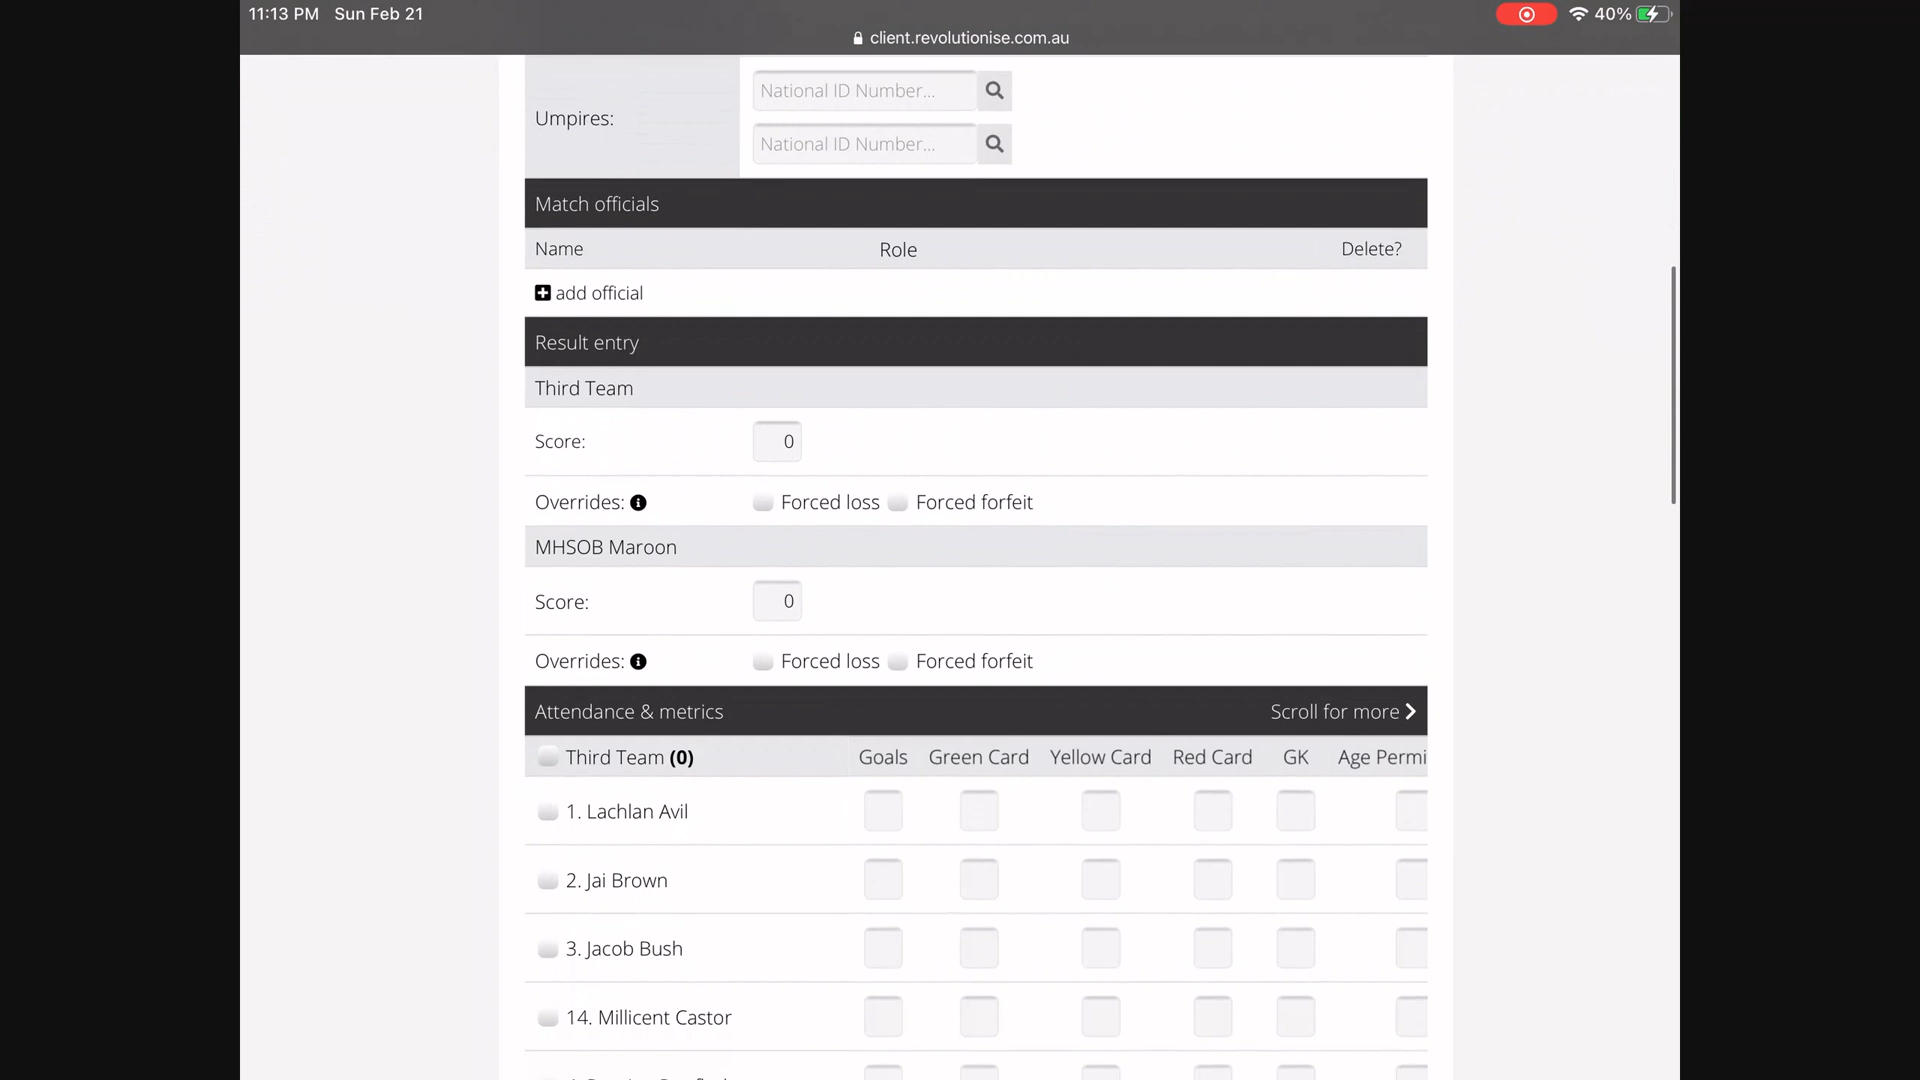 11:13 PM Sun Feb 21 40%
client.revolutionise.com.au
Umpires:
National ID Number...
National ID Number...
Match officials
Name Role Delete?
add official
Result entry
Third Team
Score: 0
Overrides: Forced loss Forced forfeit
MHSOB Maroon
Score: 0
Overrides: Forced loss Forced forfeit
Attendance & metrics Scroll for more
Third Team (0) Goals Green Card Yellow Card Red Card GK Age Permi
1. Lachlan Avil
2. Jai Brown
3. Jacob Bush
14. Millicent Castor